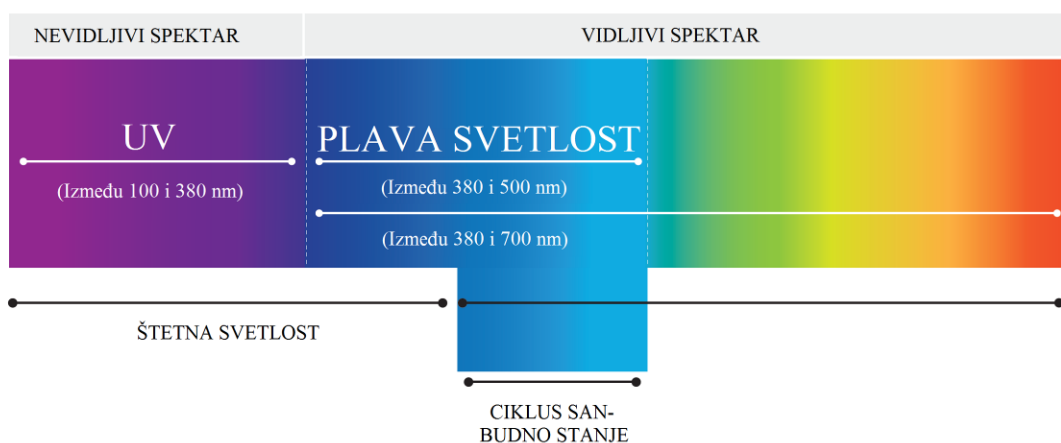 NEVIDLJIVI SPEKTAR
VIDLJIVI SPEKTAR
UV
(Između 100 i 380 nm)
PLAVA SVETLOST
(Između 380 i 500 nm)
(Između 380 i 700 nm)
ŠTETNA SVETLOST
CIKLUS SAN-
BUDNO STANJE